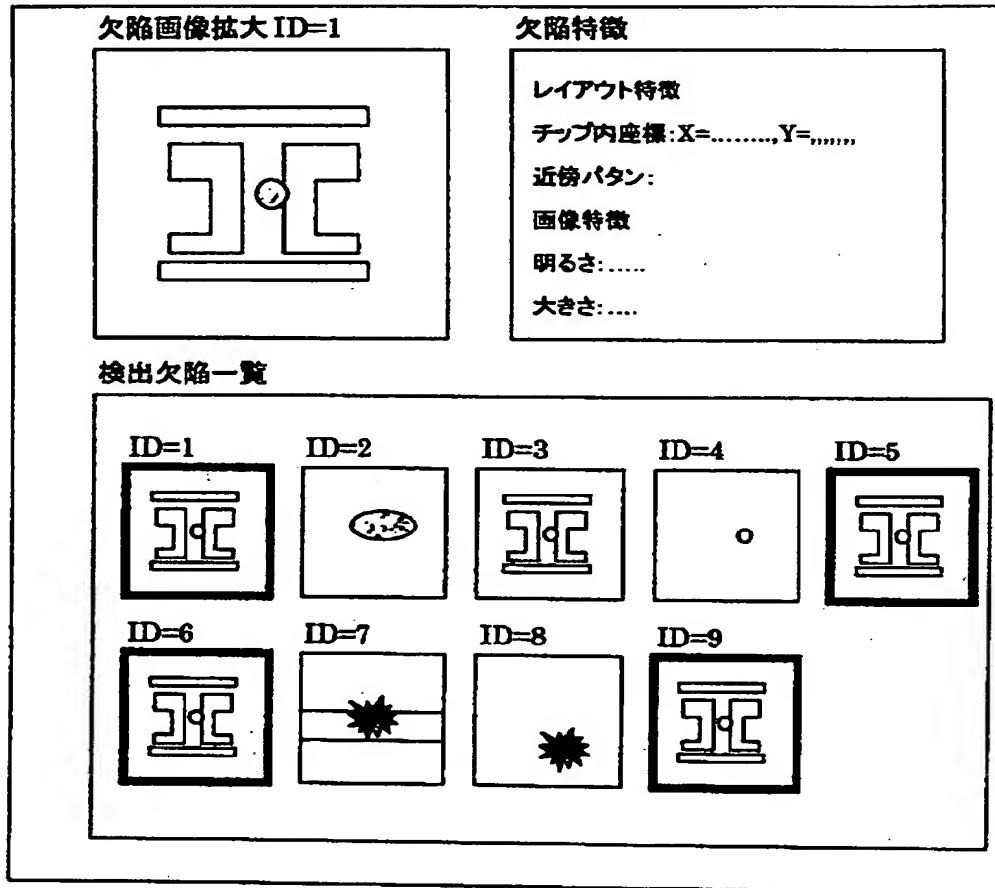 欠陥画像拡大 ID=1
欠陥特徴
レイアウト特徴
チップ内座標:X=........,Y=,,,,,,,
近傍パタン:
画像特徴
明るさ:.....
大きさ:....
検出欠陥一覧
ID=1 ID=2 ID=3 ID=4 ID=5
ID=6 ID=7 ID=8 ID=9